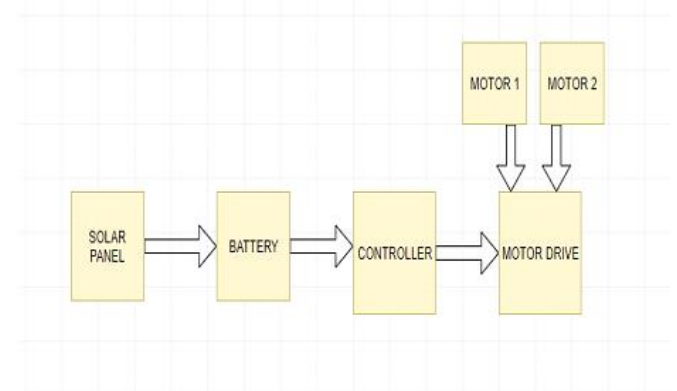 MOTOR 1
MOTOR 2
SOLAR
PANEL
BATTERY
CONTROLLER
MOTOR DRIVE